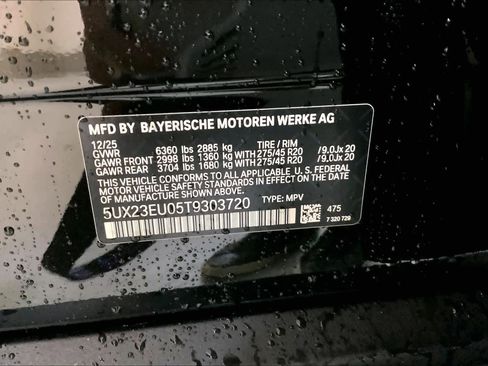 MFD BY BAYERISCHE MOTOREN WERKE AG
12/25
GVWR 6360 lbs 2885 kg TIRE / RIM
GAWR FRONT 2998 lbs 1360 kg WITH 275/45 R20 /9.0Jx 20
GAWR REAR 3704 lbs 1680 kg WITH 275/45 R20 /9.0Jx 20
THIS VEHICLE CONFORMS TO ALL APPLICABLE U.S. FEDERAL
MOTOR VEHICLE SAFETY STANDARDS IN EFFECT ON THE DATE
OF MANUFACTURE SHOWN ABOVE.
5UX23EU05T9303720 TYPE: MPV 475
7 320 729